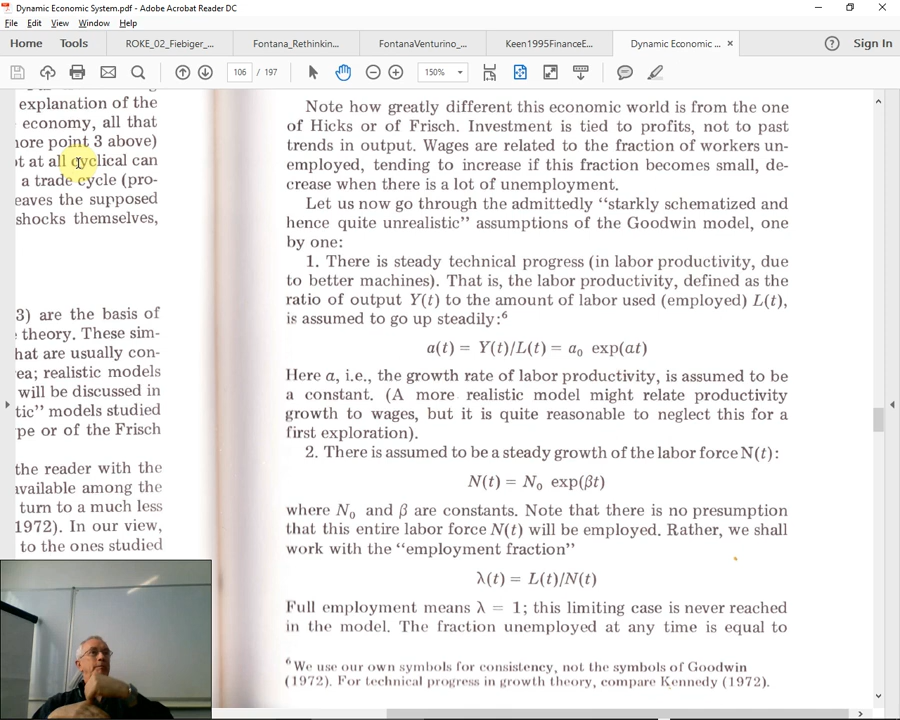 Dynamic Economic System.pdf - Adobe Acrobat Reader DC
File Edit View Window Help
Home Tools ROKE_02_Fiebiger_... Fontana_Rethinkin... FontanaVenturino_... Keen1995FinanceE... Dynamic Economic ... × Sign In
106 / 197 150%
explanation of the
economy, all that
nore point 3 above)
t at all cyclical can
a trade cycle (pro-
eaves the supposed
shocks themselves,
3) are the basis of
theory. These sim-
hat are usually con-
ea; realistic models
will be discussed in
tic” models studied
pe or of the Frisch
the reader with the
available among the
turn to a much less
1972). In our view,
to the ones studied
Note how greatly different this economic world is from the one
of Hicks or of Frisch. Investment is tied to profits, not to past
trends in output. Wages are related to the fraction of workers un-
employed, tending to increase if this fraction becomes small, de-
crease when there is a lot of unemployment.
Let us now go through the admittedly “starkly schematized and
hence quite unrealistic” assumptions of the Goodwin model, one
by one:
1. There is steady technical progress (in labor productivity, due
to better machines). That is, the labor productivity, defined as the
ratio of output Y(t) to the amount of labor used (employed) L(t),
is assumed to go up steadily:⁶
a(t) = Y(t)/L(t) = a₀ exp(αt)
Here α, i.e., the growth rate of labor productivity, is assumed to be
a constant. (A more realistic model might relate productivity
growth to wages, but it is quite reasonable to neglect this for a
first exploration).
2. There is assumed to be a steady growth of the labor force N(t):
N(t) = N₀ exp(βt)
where N₀ and β are constants. Note that there is no presumption
that this entire labor force N(t) will be employed. Rather, we shall
work with the “employment fraction”
λ(t) = L(t)/N(t)
Full employment means λ = 1; this limiting case is never reached
in the model. The fraction unemployed at any time is equal to
⁶We use our own symbols for consistency, not the symbols of Goodwin
(1972). For technical progress in growth theory, compare Kennedy (1972).